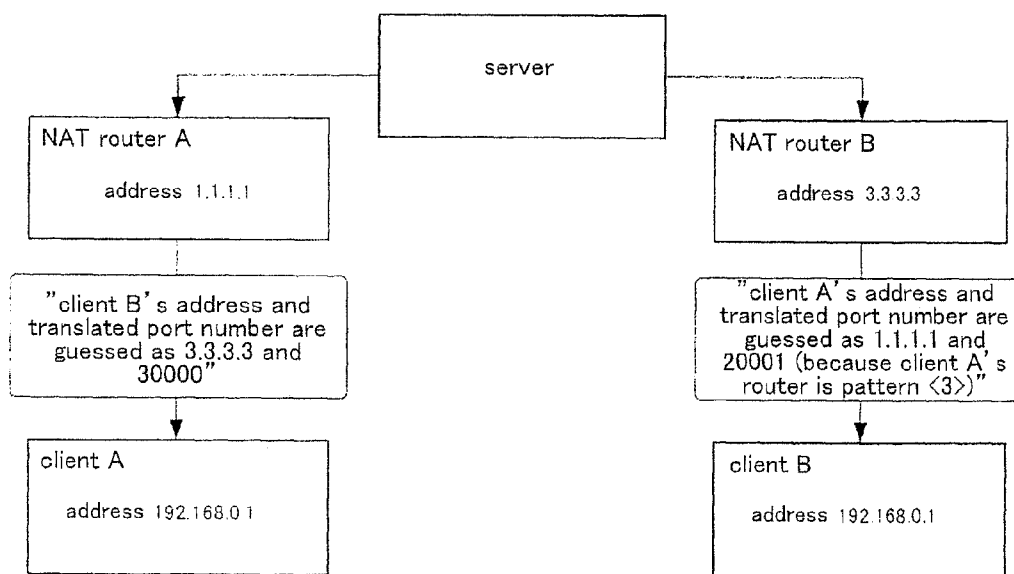 server
NAT router A
address 1.1.1.1
NAT router B
address 3.3.3.3
"client B's address and
translated port number are
guessed as 3.3.3.3 and
30000"
"client A's address and
translated port number are
guessed as 1.1.1.1 and
20001 (because client A's
router is pattern <3>)"
client A
address 192.168.0.1
client B
address 192.168.0.1